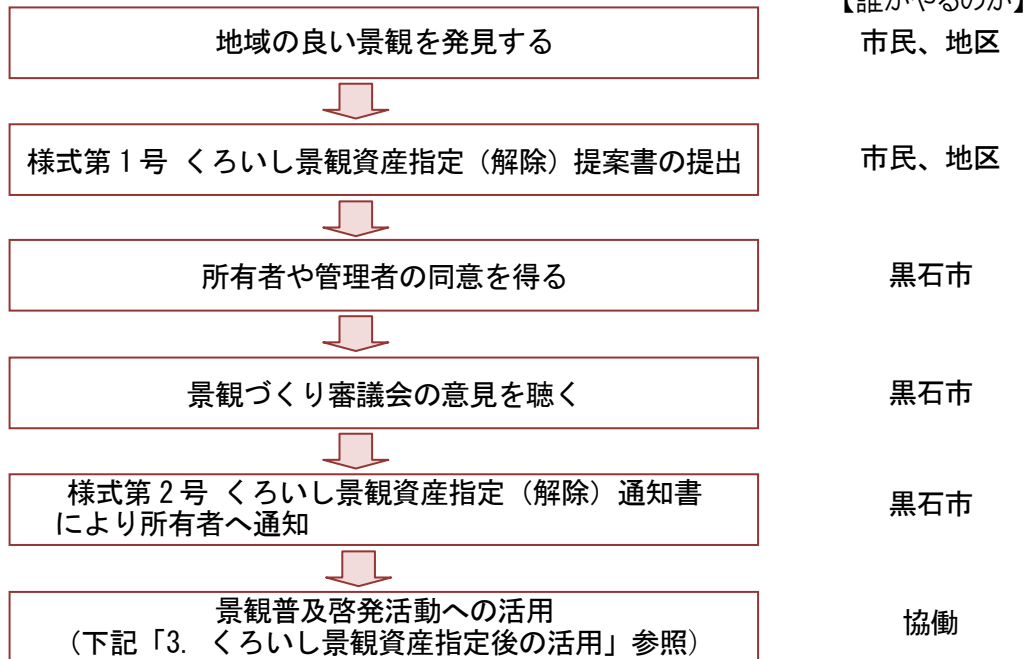 【誰がやるのか】
地域の良い景観を発見する
市民、地区
様式第1号 くろいし景観資産指定（解除）提案書の提出
市民、地区
所有者や管理者の同意を得る
黒石市
景観づくり審議会の意見を聴く
黒石市
様式第2号 くろいし景観資産指定（解除）通知書
により所有者へ通知
黒石市
景観普及啓発活動への活用
（下記「3. くろいし景観資産指定後の活用」参照）
協働